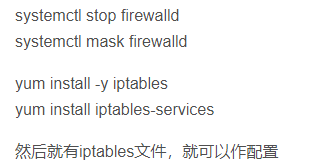 systemctl stop firewalld
systemctl mask firewalld
yum install -y iptables
yum install iptables-services
然后就有iptables文件，就可以作配置